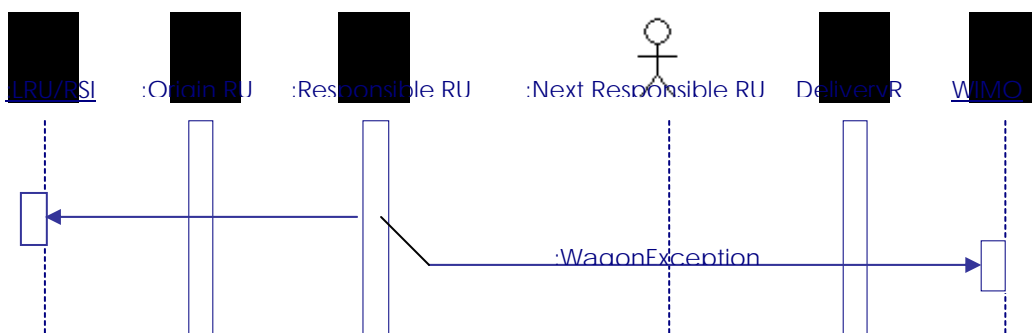 :LRU/RSI :Origin RU :Responsible RU :Next Responsible RU DeliveryR WIMO
:WagonException